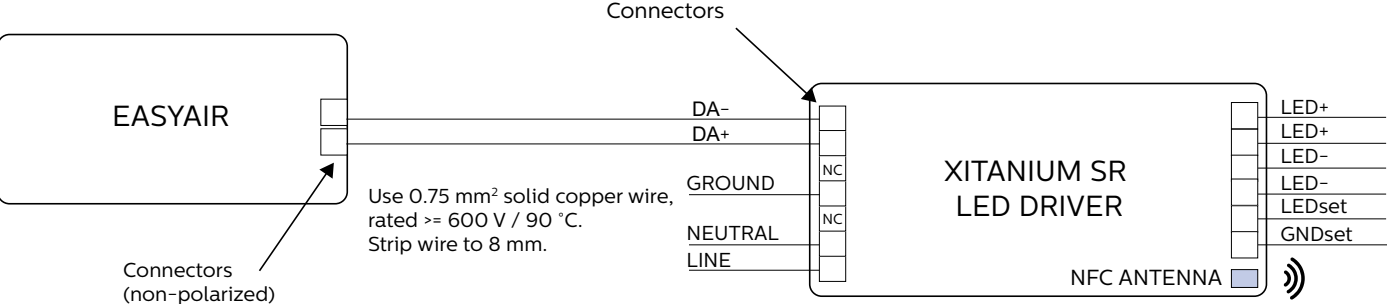 Connectors
EASYAIR
DA-
DA+
NC
GROUND
NC
NEUTRAL
LINE
Use 0.75 mm² solid copper wire,
rated >= 600 V / 90 °C.
Strip wire to 8 mm.
Connectors
(non-polarized)
XITANIUM SR
LED DRIVER
LED+
LED+
LED-
LED-
LEDset
GNDset
NFC ANTENNA